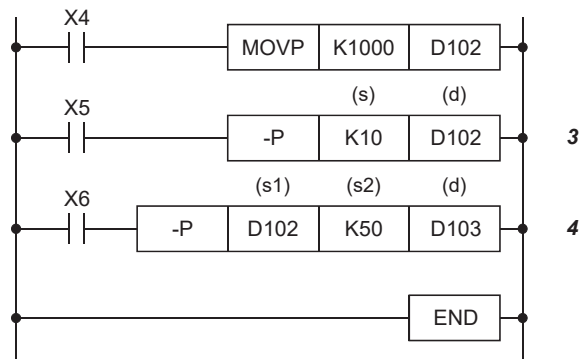 X4
MOVP K1000 D102
(s) (d)
X5
-P K10 D102 3
(s1) (s2) (d)
X6
-P D102 K50 D103 4
END